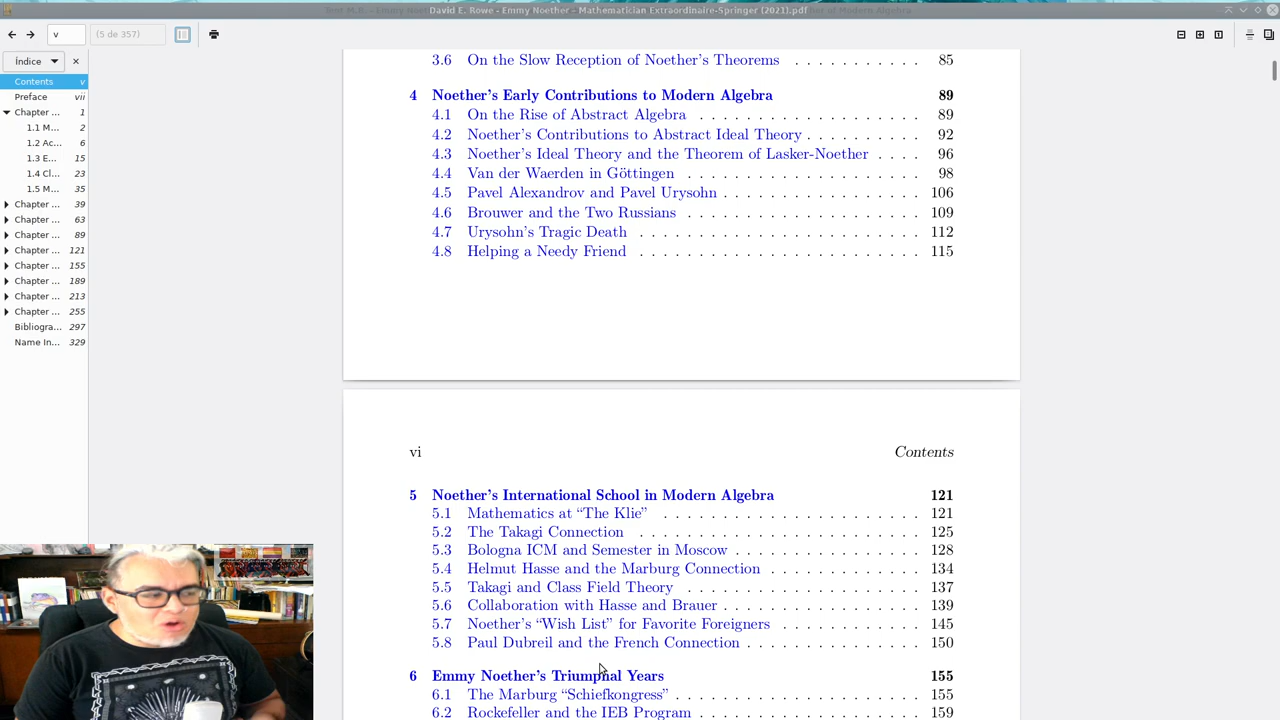 David E. Rowe - Emmy Noether – Mathematician Extraordinaire-Springer (2021).pdf
v
(5 de 357)
Índice
Contents v
Preface vii
Chapter ... 1
1.1 M... 2
1.2 Ac... 6
1.3 E... 15
1.4 Cl... 23
1.5 M... 35
Chapter ... 39
Chapter ... 63
Chapter ... 89
Chapter ... 121
Chapter ... 155
Chapter ... 189
Chapter ... 213
Chapter ... 255
Bibliogra... 297
Name In... 329
3.6 On the Slow Reception of Noether's Theorems . . . . . . . . . . . 85
4 Noether's Early Contributions to Modern Algebra 89
4.1 On the Rise of Abstract Algebra . . . . . . . . . . . . . . . . . . . 89
4.2 Noether's Contributions to Abstract Ideal Theory . . . . . . . . . . 92
4.3 Noether's Ideal Theory and the Theorem of Lasker-Noether . . . . 96
4.4 Van der Waerden in Göttingen . . . . . . . . . . . . . . . . . . . . 98
4.5 Pavel Alexandrov and Pavel Urysohn . . . . . . . . . . . . . . . . . 106
4.6 Brouwer and the Two Russians . . . . . . . . . . . . . . . . . . . . 109
4.7 Urysohn's Tragic Death . . . . . . . . . . . . . . . . . . . . . . . . 112
4.8 Helping a Needy Friend . . . . . . . . . . . . . . . . . . . . . . . . 115
vi Contents
5 Noether's International School in Modern Algebra 121
5.1 Mathematics at “The Klie” . . . . . . . . . . . . . . . . . . . . . . 121
5.2 The Takagi Connection . . . . . . . . . . . . . . . . . . . . . . . . 125
5.3 Bologna ICM and Semester in Moscow . . . . . . . . . . . . . . . . 128
5.4 Helmut Hasse and the Marburg Connection . . . . . . . . . . . . . 134
5.5 Takagi and Class Field Theory . . . . . . . . . . . . . . . . . . . . 137
5.6 Collaboration with Hasse and Brauer . . . . . . . . . . . . . . . . . 139
5.7 Noether's “Wish List” for Favorite Foreigners . . . . . . . . . . . . 145
5.8 Paul Dubreil and the French Connection . . . . . . . . . . . . . . . 150
6 Emmy Noether's Triumphal Years 155
6.1 The Marburg “Schiefkongress” . . . . . . . . . . . . . . . . . . . . . 155
6.2 Rockefeller and the IEB Program . . . . . . . . . . . . . . . . . . . 159